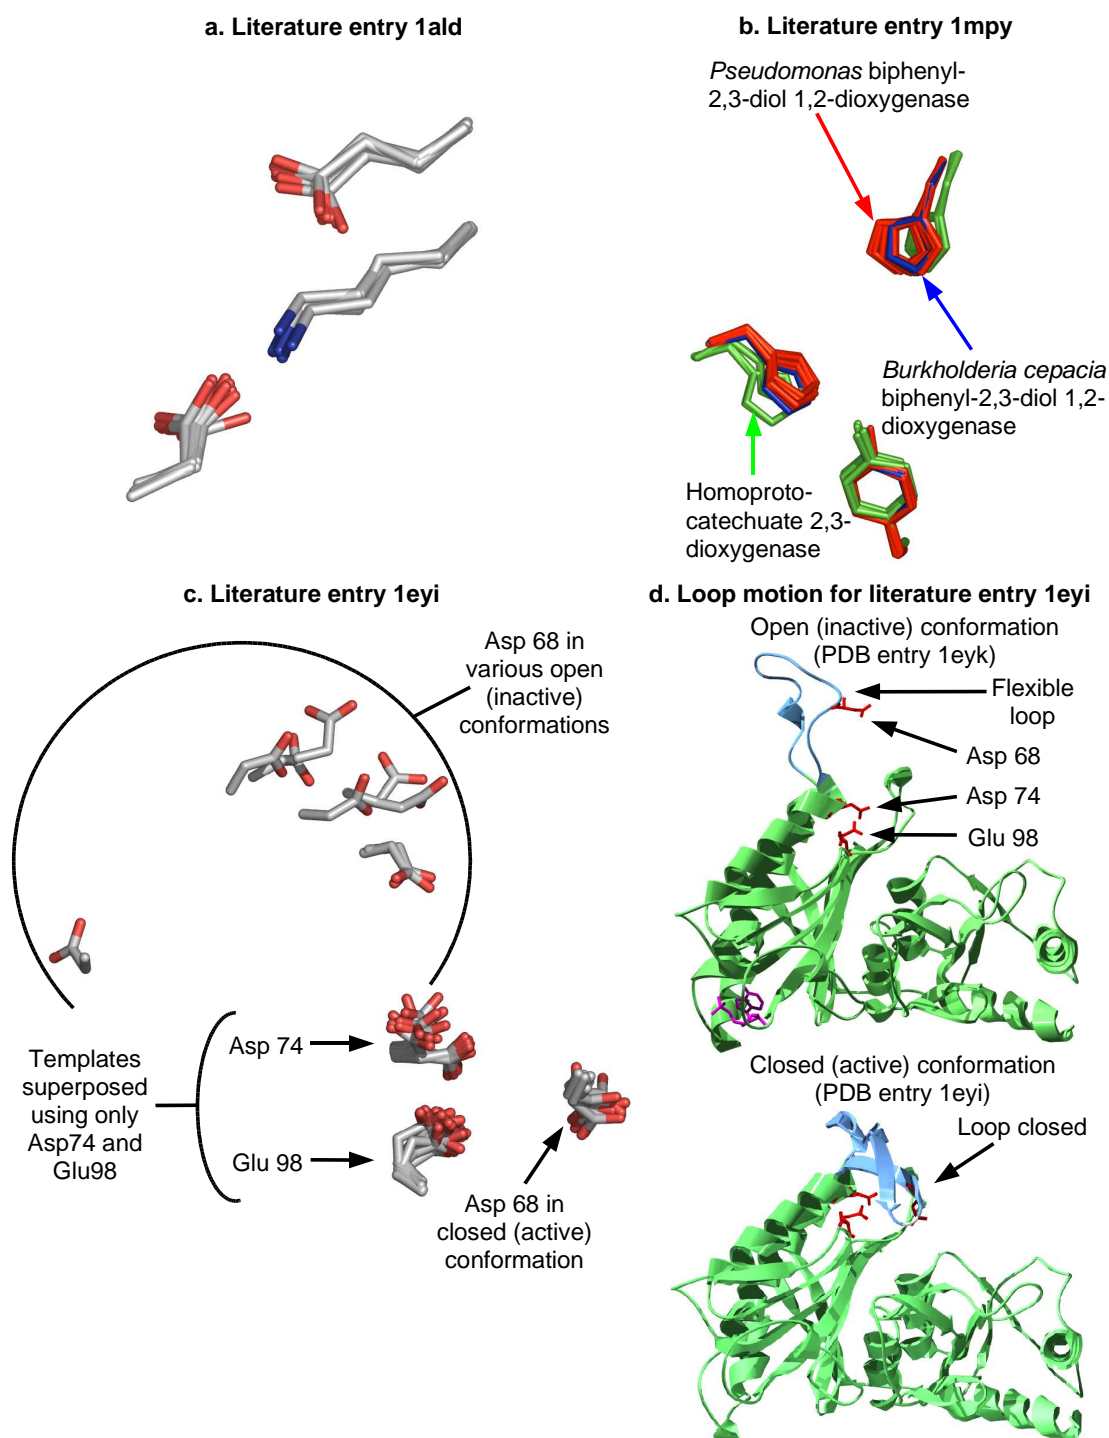 a. Literature entry 1ald
b. Literature entry 1mpy
Pseudomonas biphenyl-
2,3-diol 1,2-dioxygenase
Burkholderia cepacia
biphenyl-2,3-diol 1,2-
dioxygenase
Homoproto-
catechuate 2,3-
dioxygenase
c. Literature entry 1eyi
Asp 68 in
various open
(inactive)
conformations
Templates
superposed
using only
Asp74 and
Glu98
Asp 74
Glu 98
Asp 68 in
closed (active)
conformation
d. Loop motion for literature entry 1eyi
Open (inactive) conformation
(PDB entry 1eyk)
Flexible
loop
Asp 68
Asp 74
Glu 98
Closed (active) conformation
(PDB entry 1eyi)
Loop closed